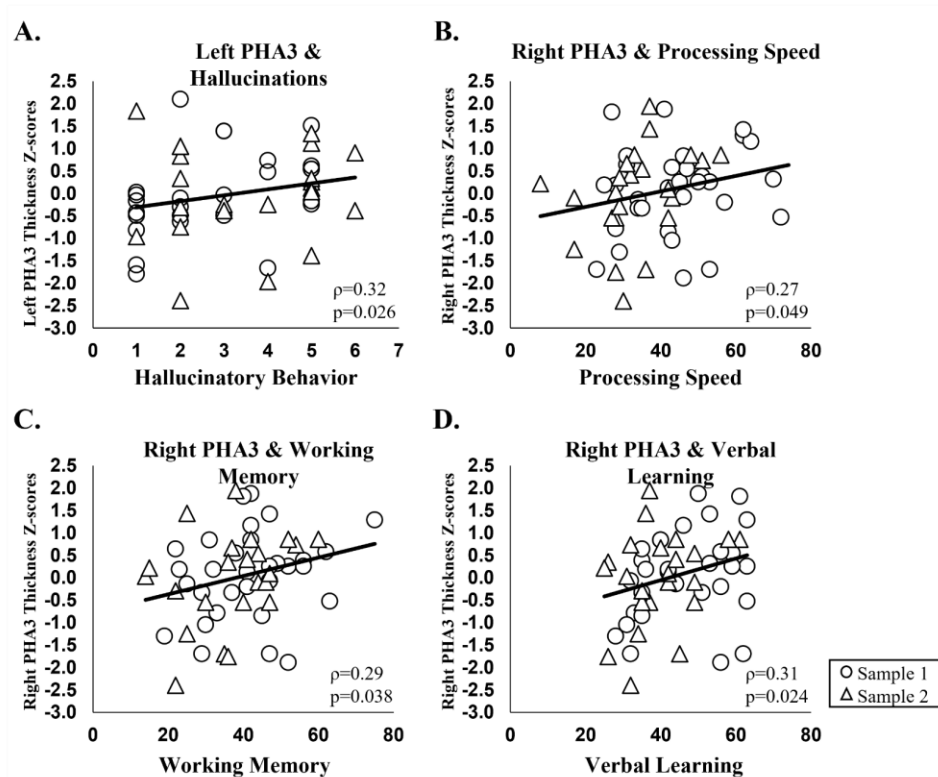 A.
Left PHA3 &
Hallucinations
2.5
2.0
1.5
1.0
0.5
0.0
-0.5
-1.0
-1.5
-2.0
-2.5
-3.0
Left PHA3 Thickness Z-scores
ρ=0.32
p=0.026
0 1 2 3 4 5 6 7
Hallucinatory Behavior
B.
Right PHA3 & Processing Speed
2.5
2.0
1.5
1.0
0.5
0.0
-0.5
-1.0
-1.5
-2.0
-2.5
-3.0
Right PHA3 Thickness Z-scores
ρ=0.27
p=0.049
0 20 40 60 80
Processing Speed
C.
Right PHA3 & Working
Memory
2.5
2.0
1.5
1.0
0.5
0.0
-0.5
-1.0
-1.5
-2.0
-2.5
-3.0
Right PHA3 Thickness Z-scores
ρ=0.29
p=0.038
0 20 40 60 80
Working Memory
D.
Right PHA3 & Verbal
Learning
2.5
2.0
1.5
1.0
0.5
0.0
-0.5
-1.0
-1.5
-2.0
-2.5
-3.0
Right PHA3 Thickness Z-scores
ρ=0.31
p=0.024
0 20 40 60 80
Verbal Learning
Sample 1
Sample 2